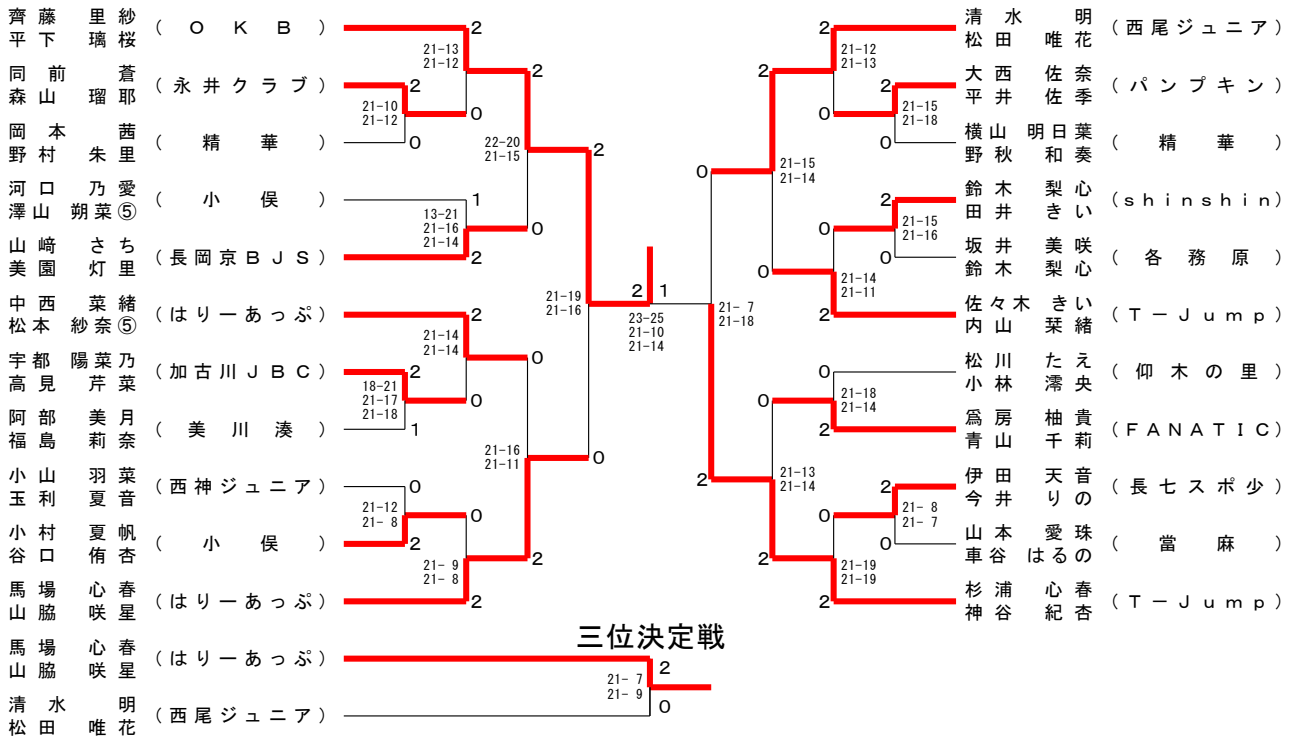 齊藤 里紗
平下 璃桜
(OKB)
2
21-13
21-12
同前 蒼
森山 瑠耶
(永井クラブ)
2
21-10
21-12
0
岡本 茜
野村 朱里
(精華)
0
2
22-20
21-15
河口 乃愛
澤山 朔菜⑤
(小俣)
1
13-21
21-16
21-14
0
山﨑 さち
美園 灯里
(長岡京BJS)
2
2
21-19
21-16
中西 菜緒
松本 紗奈⑤
(はりーあっぷ)
2
21-14
21-14
0
宇都 陽菜乃
高見 芹菜
(加古川JBC)
2
18-21
21-17
21-18
0
阿部 美月
福島 莉奈
(美川湊)
1
21-16
21-11
0
小山 羽菜
玉利 夏音
(西神ジュニア)
0
21-12
21- 8
0
小村 夏帆
谷口 侑杏
(小俣)
2
21- 9
21- 8
2
馬場 心春
山脇 咲星
(はりーあっぷ)
2
2 1
23-25
21-10
21-14
清水 明
松田 唯花
(西尾ジュニア)
2
21-12
21-13
2
大西 佐奈
平井 佐季
(パンプキン)
2
21-15
21-18
0
横山 明日葉
野秋 和奏
(精華)
0
21-15
21-14
0
鈴木 梨心
田井 きい
(shinshin)
2
21-15
21-16
0
坂井 美咲
鈴木 梨心
(各務原)
0
21-14
21-11
0
佐々木 きい
内山 栞緒
(T-Jump)
2
21- 7
21-18
松川 たえ
小林 澪央
(仰木の里)
0
21-18
21-14
0
爲房 柚貴
青山 千莉
(FANATIC)
2
21-13
21-14
2
伊田 天音
今井 りの
(長七スポ少)
2
21- 8
21- 7
0
山本 愛珠
車谷 はるの
(當麻)
0
21-19
21-19
2
杉浦 心春
神谷 紀杏
(T-Jump)
2
三位決定戦
馬場 心春
山脇 咲星
(はりーあっぷ)
2
21- 7
21- 9
清水 明
松田 唯花
(西尾ジュニア)
0